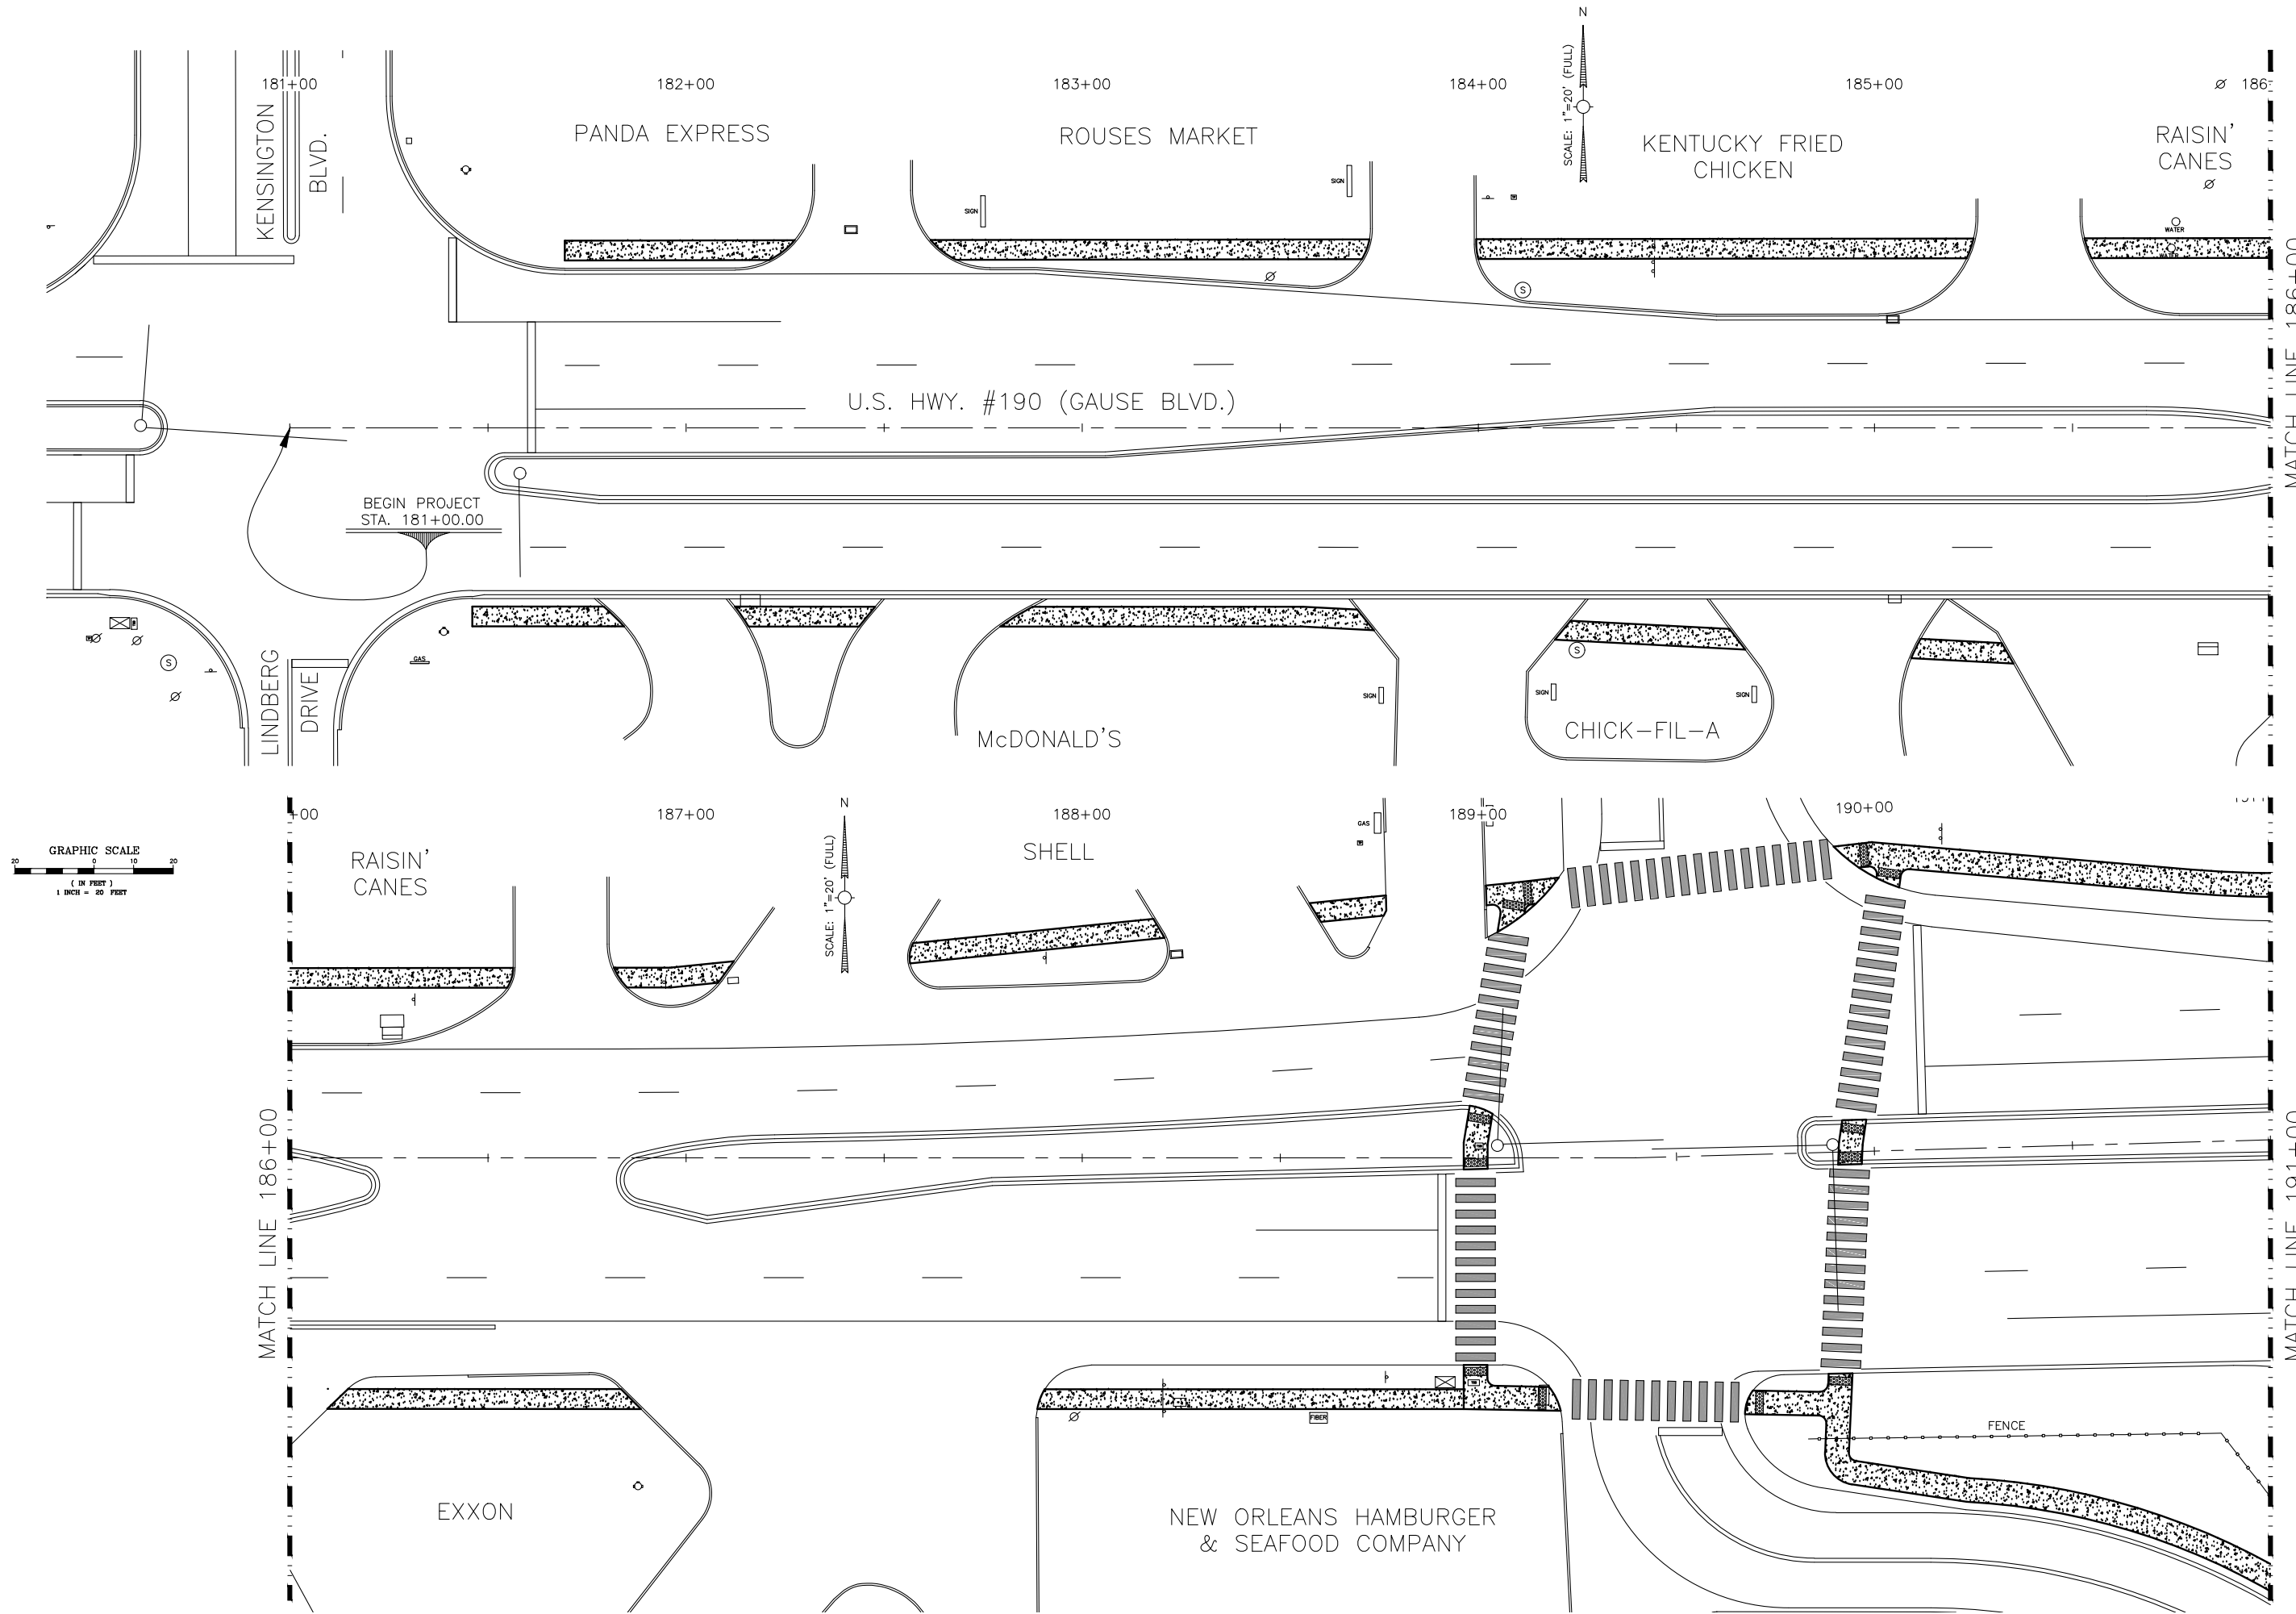 N
SCALE: 1"=20' (FULL)
181+00
182+00
183+00
184+00
185+00
186
KENSINGTON
BLVD.
PANDA EXPRESS
ROUSES MARKET
KENTUCKY FRIED
CHICKEN
RAISIN'
CANES
SIGN
SIGN
WATER
WATER
S
MATCH LINE 186+00
U.S. HWY. #190 (GAUSE BLVD.)
BEGIN PROJECT
STA. 181+00.00
S
GAS
S
SIGN
SIGN
SIGN
LINDBERG
DRIVE
McDONALD'S
CHICK-FIL-A
+00
187+00
188+00
189+00
190+00
N
SCALE: 1"=20' (FULL)
GRAPHIC SCALE
20 0 10 20
( IN FEET )
1 INCH = 20 FEET
RAISIN'
CANES
SHELL
GAS
MATCH LINE 186+00
MATCH LINE 191+00
FIBER
FENCE
EXXON
NEW ORLEANS HAMBURGER
& SEAFOOD COMPANY